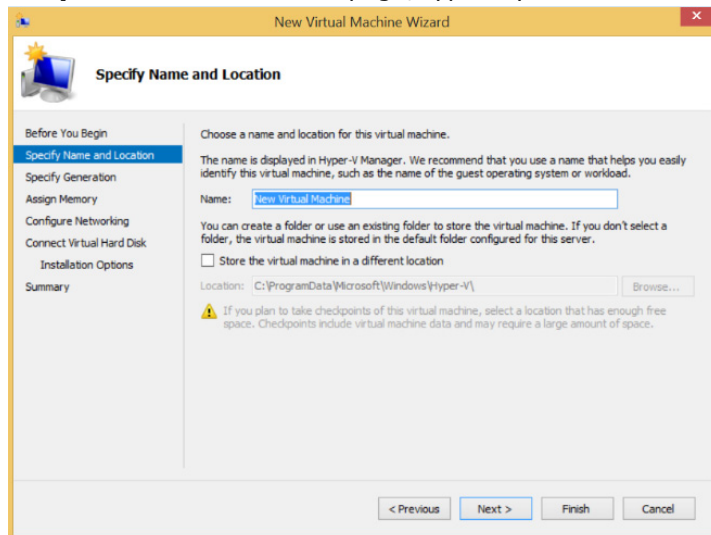 New Virtual Machine Wizard
Specify Name and Location
Before You Begin
Specify Name and Location
Specify Generation
Assign Memory
Configure Networking
Connect Virtual Hard Disk
Installation Options
Summary
Choose a name and location for this virtual machine.
The name is displayed in Hyper-V Manager. We recommend that you use a name that helps you easily
identify this virtual machine, such as the name of the guest operating system or workload.
Name: New Virtual Machine
You can create a folder or use an existing folder to store the virtual machine. If you don't select a
folder, the virtual machine is stored in the default folder configured for this server.
Store the virtual machine in a different location
Location: C:\ProgramData\Microsoft\Windows\Hyper-V\ Browse...
If you plan to take checkpoints of this virtual machine, select a location that has enough free
space. Checkpoints include virtual machine data and may require a large amount of space.
< Previous Next > Finish Cancel